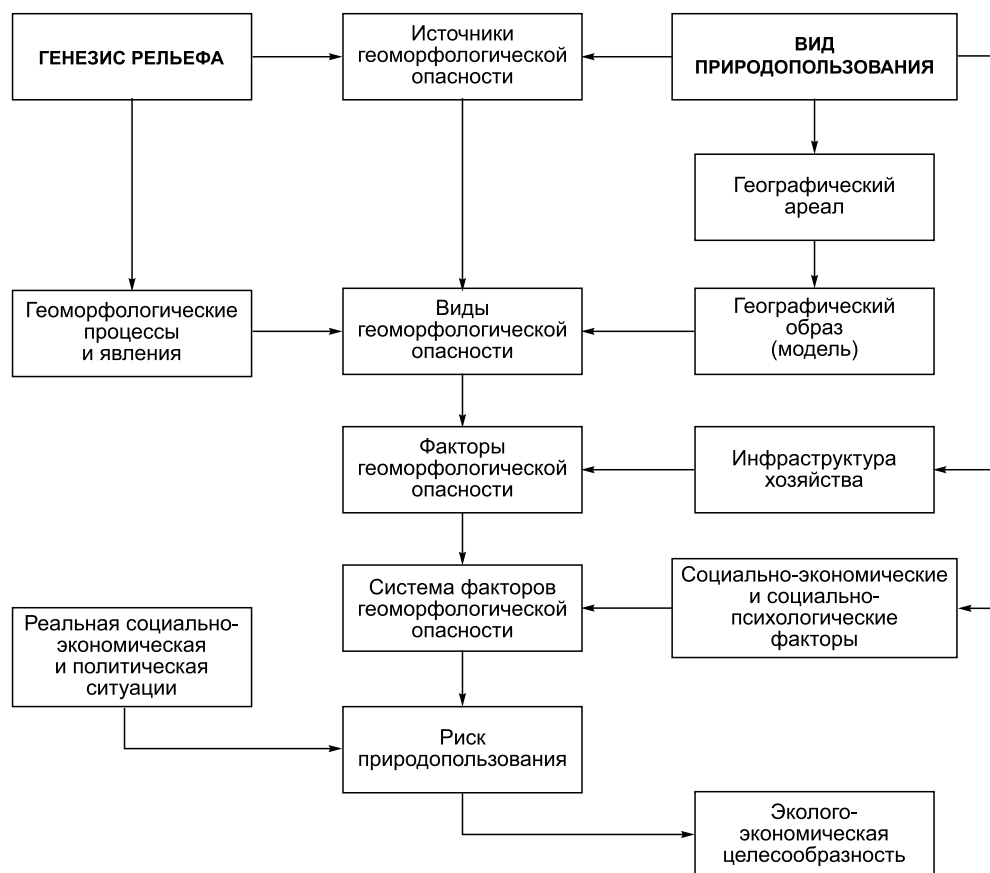 ГЕНЕЗИС РЕЛЬЕФА
Источники
геоморфологической
опасности
ВИД
ПРИРОДОПОЛЬЗОВАНИЯ
Географический
ареал
Геоморфологические
процессы
и явления
Виды
геоморфологической
опасности
Географический
образ
(модель)
Факторы
геоморфологической
опасности
Инфраструктура
хозяйства
Система факторов
геоморфологической
опасности
Социально-экономические
и социально-
психологические
факторы
Реальная социально-
экономическая
и политическая
ситуации
Риск
природопользования
Эколого-
экономическая
целесообразность